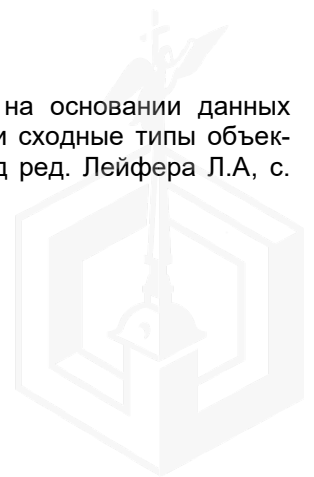 на основании данных
и сходные типы объек-
д ред. Лейфера Л.А, с.